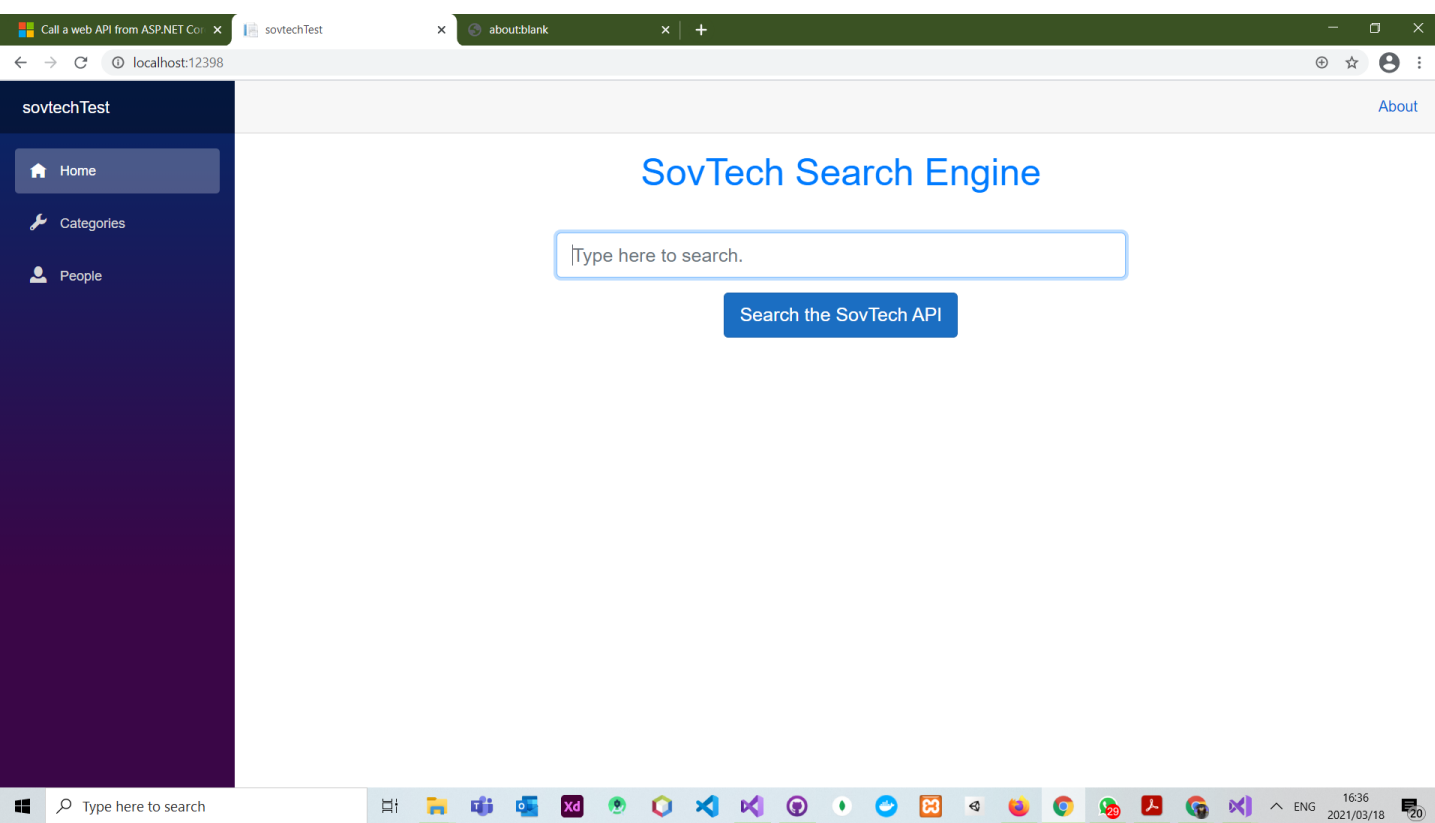 Call a web API from ASP.NET Cor
sovtechTest
about:blank
localhost:12398
sovtechTest
About
Home
Categories
People
SovTech Search Engine
Type here to search.
Search the SovTech API
Type here to search
Xd
29
ENG
16:36
2021/03/18
20